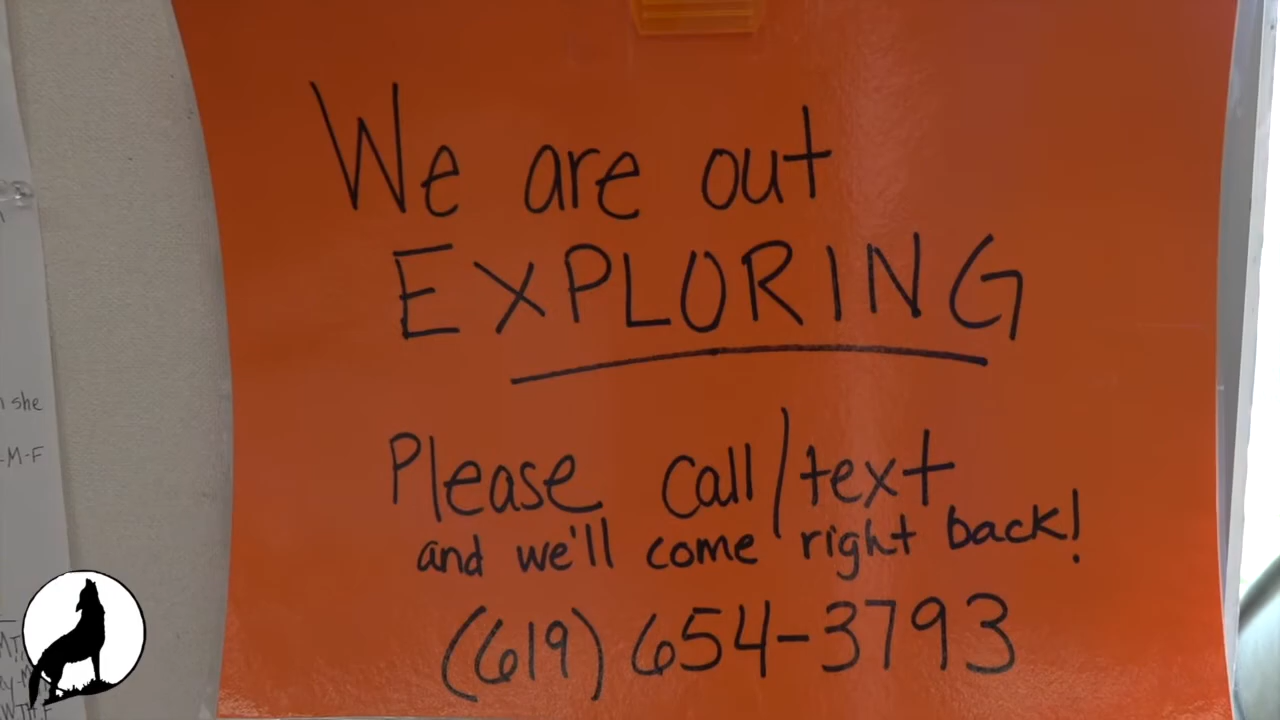 We are out
EXPLORING
Please call/text
and we'll come right back!
(619) 654-3793
she
-M-F